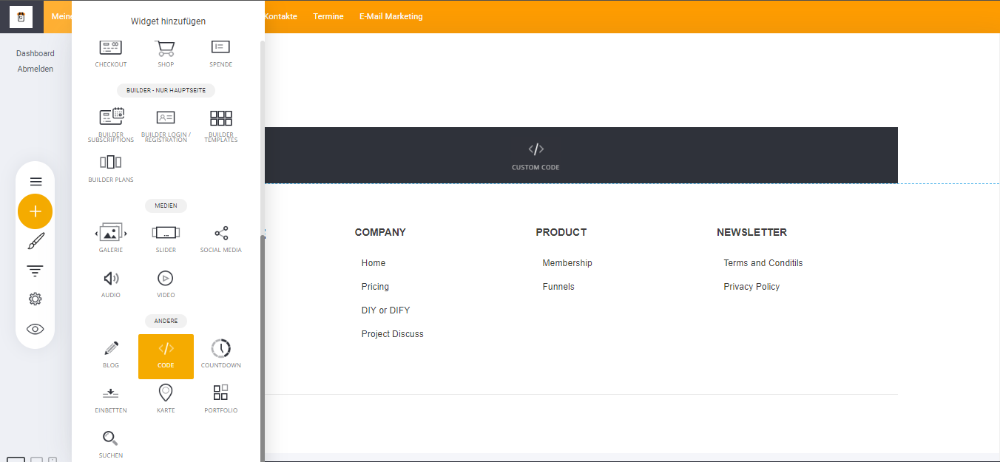 Meine
Kontakte
Termine
E-Mail Marketing
Dashboard
Abmelden
Widget hinzufügen
CHECKOUT
SHOP
SPENDE
BUILDER - NUR HAUPTSEITE
BUILDER
SUBSCRIPTIONS
BUILDER LOGIN /
REGISTRATION
BUILDER
TEMPLATES
BUILDER PLANS
MEDIEN
GALERIE
SLIDER
SOCIAL MEDIA
AUDIO
VIDEO
ANDERE
BLOG
CODE
COUNTDOWN
EINBETTEN
KARTE
PORTFOLIO
SUCHEN
CUSTOM CODE
COMPANY
Home
Pricing
DIY or DIFY
Project Discuss
PRODUCT
Membership
Funnels
NEWSLETTER
Terms and Conditils
Privacy Policy